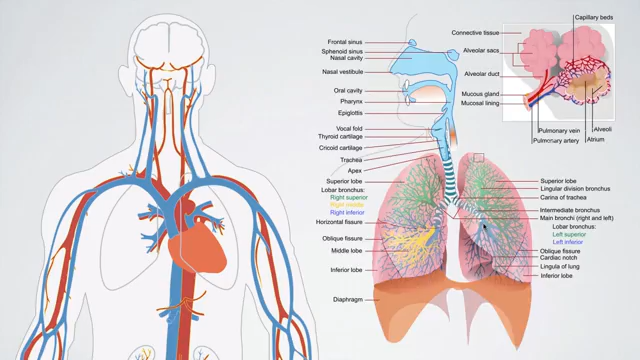 Frontal sinus
Sphenoid sinus
Nasal cavity
Nasal vestibule
Oral cavity
Pharynx
Epiglottis
Vocal fold
Thyroid cartilage
Cricoid cartilage
Trachea
Apex
Superior lobe
Lobar bronchus:
Right superior
Right middle
Right inferior
Horizontal fissure
Oblique fissure
Middle lobe
Inferior lobe
Diaphragm
Capillary beds
Connective tissue
Alveolar sacs
Alveolar duct
Mucous gland
Mucosal lining
Pulmonary vein
Pulmonary artery
Alveoli
Atrium
Superior lobe
Lingular division bronchus
Carina of trachea
Intermediate bronchus
Main bronchi (right and left)
Lobar bronchus:
Left superior
Left inferior
Oblique fissure
Cardiac notch
Lingula of lung
Inferior lobe